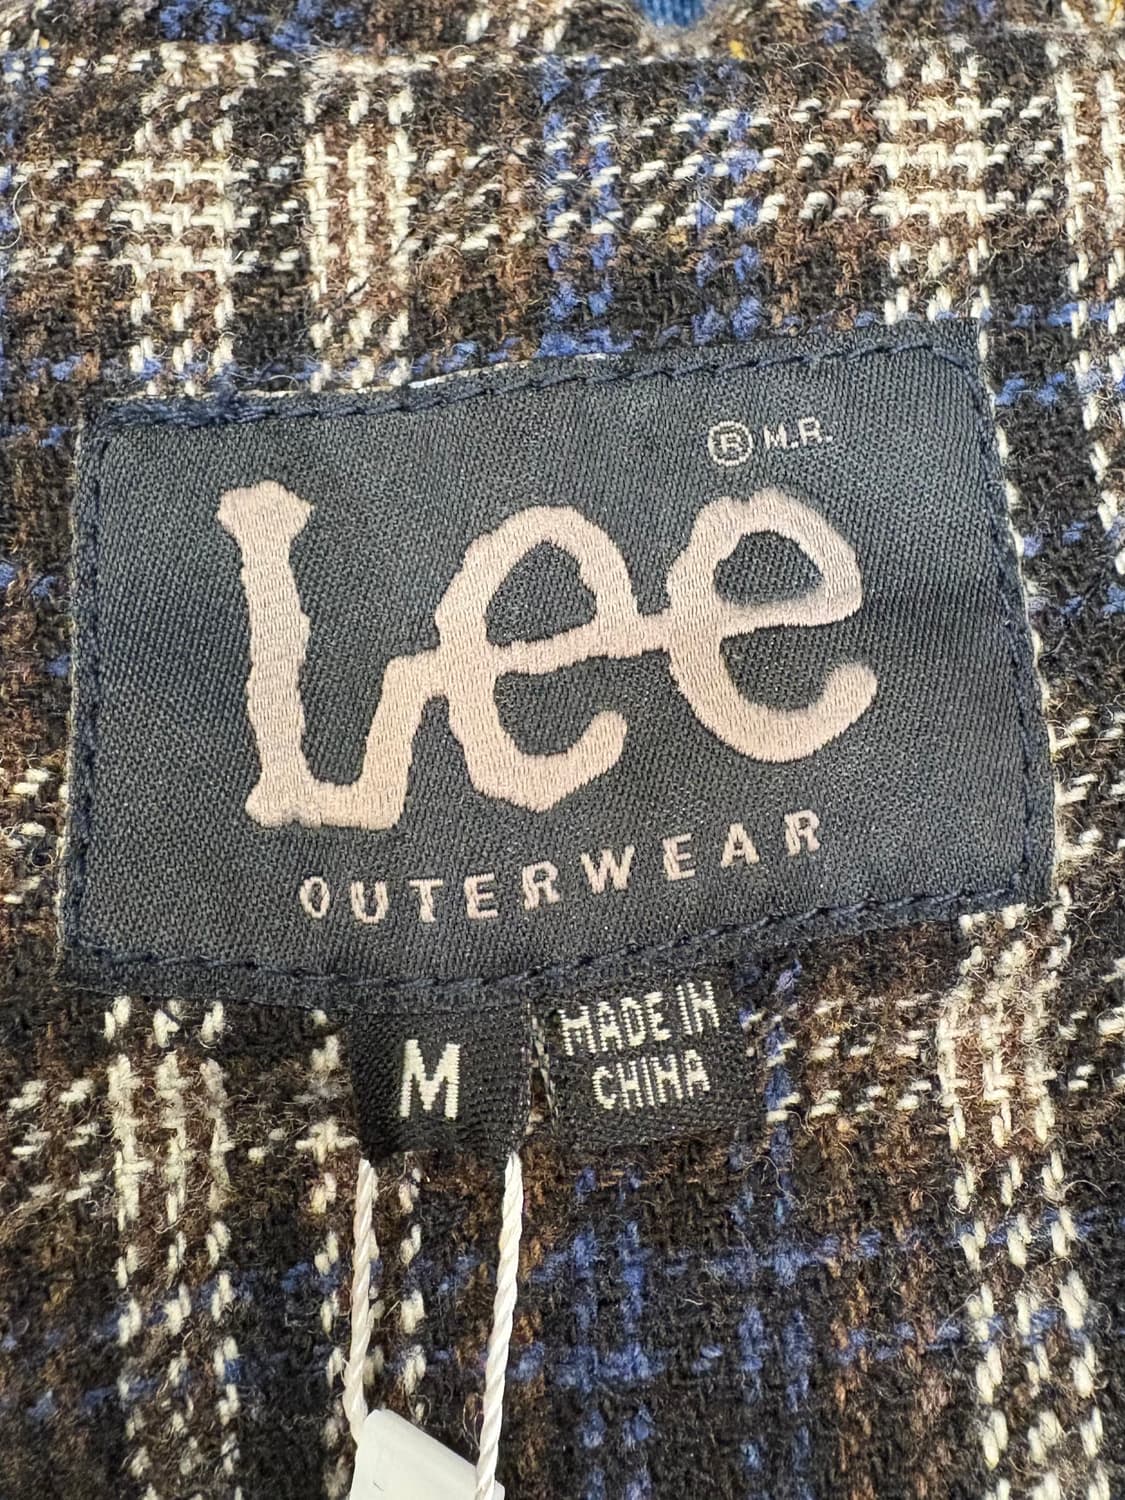 ® M.R.
Lee
OUTERWEAR
M
MADE IN
CHINA